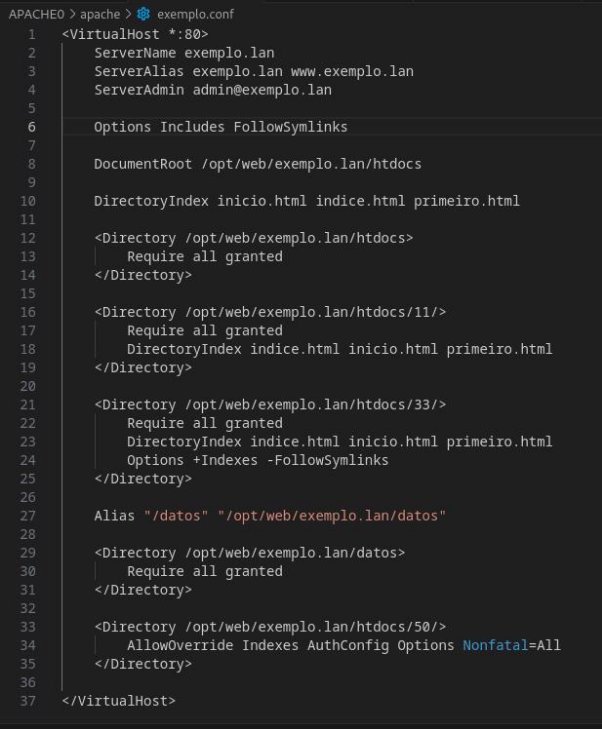 APACHE0 > apache > exemplo.conf
1 <VirtualHost *:80>
2 ServerName exemplo.lan
3 ServerAlias exemplo.lan www.exemplo.lan
4 ServerAdmin admin@exemplo.lan
5
6 Options Includes FollowSymlinks
7
8 DocumentRoot /opt/web/exemplo.lan/htdocs
9
10 DirectoryIndex inicio.html indice.html primeiro.html
11
12 <Directory /opt/web/exemplo.lan/htdocs>
13 Require all granted
14 </Directory>
15
16 <Directory /opt/web/exemplo.lan/htdocs/11/>
17 Require all granted
18 DirectoryIndex indice.html inicio.html primeiro.html
19 </Directory>
20
21 <Directory /opt/web/exemplo.lan/htdocs/33/>
22 Require all granted
23 DirectoryIndex indice.html inicio.html primeiro.html
24 Options +Indexes -FollowSymlinks
25 </Directory>
26
27 Alias "/datos" "/opt/web/exemplo.lan/datos"
28
29 <Directory /opt/web/exemplo.lan/datos>
30 Require all granted
31 </Directory>
32
33 <Directory /opt/web/exemplo.lan/htdocs/50/>
34 AllowOverride Indexes AuthConfig Options Nonfatal=All
35 </Directory>
36
37 </VirtualHost>